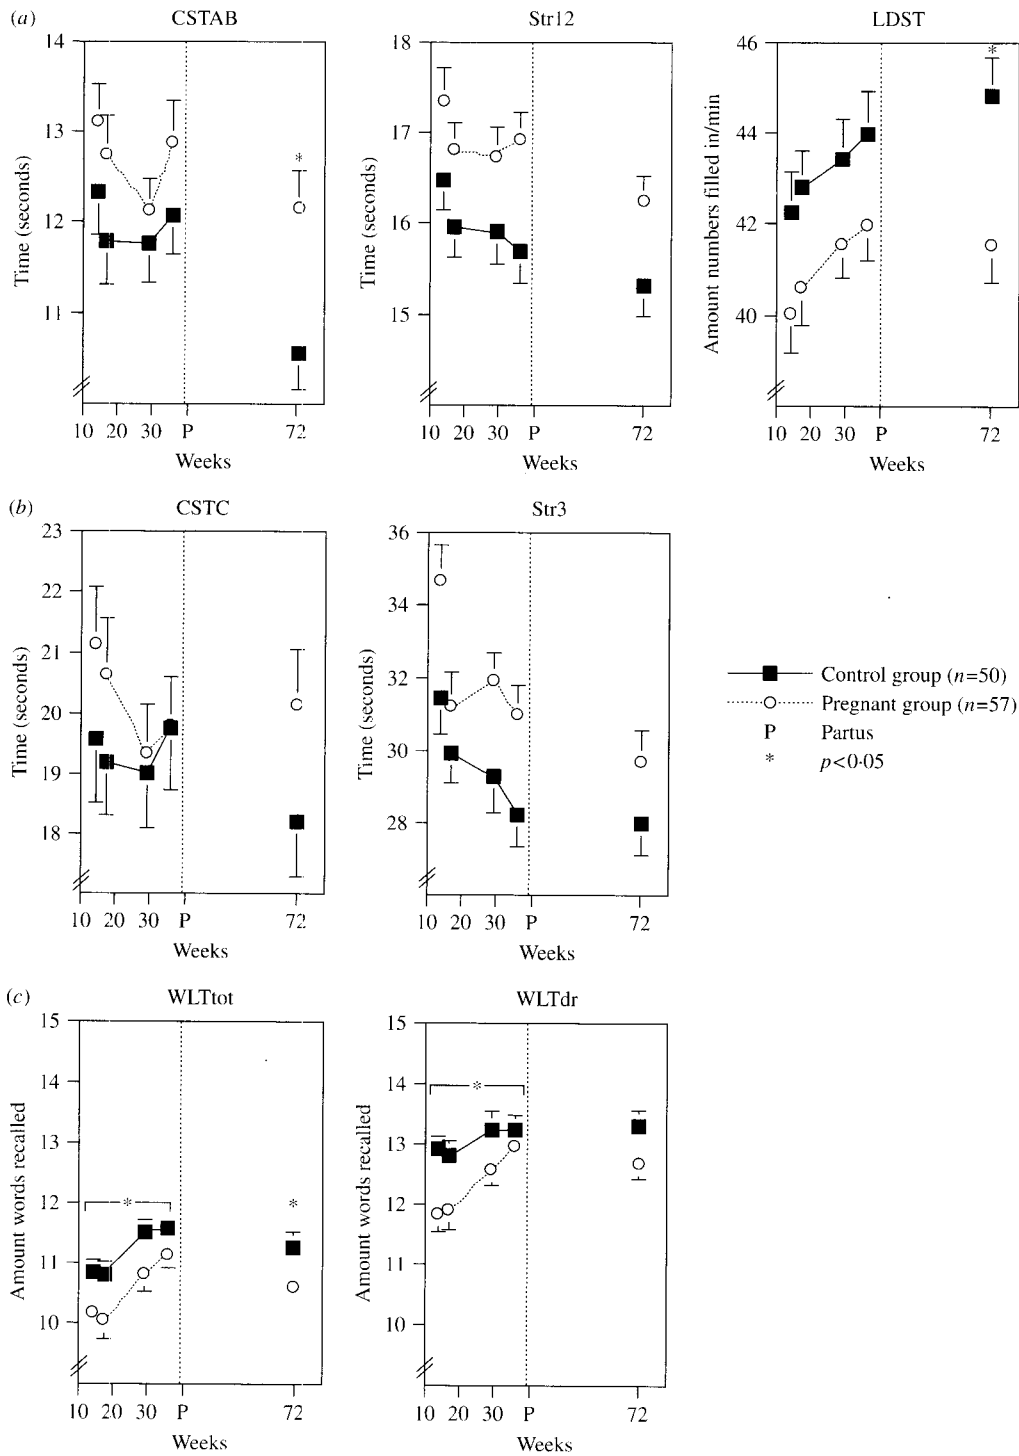 (a) CSTAB Str12 LDST
Time (seconds)
14
13
12
11
10 20 30 P 72
Weeks
Time (seconds)
18
17
16
15
10 20 30 P 72
Weeks
Amount numbers filled in/min
46
44
42
40
*
10 20 30 P 72
Weeks
*
(b) CSTC Str3
Time (seconds)
23
22
21
20
19
18
10 20 30 P 72
Weeks
Time (seconds)
36
34
32
30
28
10 20 30 P 72
Weeks
Control group (n=50)
Pregnant group (n=57)
P Partus
* p<0·05
(c) WLTtot WLTdr
Amount words recalled
15
14
13
12
11
10
* *
10 20 30 P 72
Weeks
Amount words recalled
15
14
13
12
11
10
*
10 20 30 P 72
Weeks